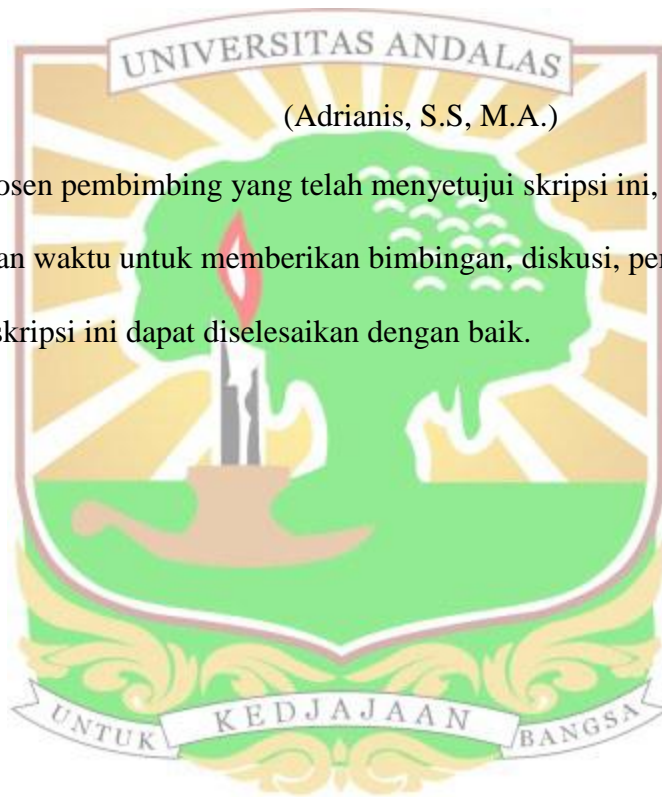 UNIVERSITAS ANDALAS
(Adrianis, S.S, M.A.)
osen pembimbing yang telah menyetujui skripsi ini,
an waktu untuk memberikan bimbingan, diskusi, per
skripsi ini dapat diselesaikan dengan baik.
UNTUK KEDJAJAAN BANGSA